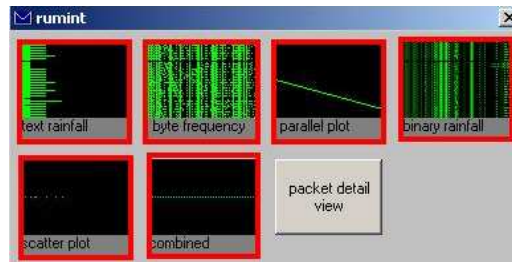 rumint
text rainfall
byte frequency
parallel plot
binary rainfall
scatter plot
combined
packet detail
view